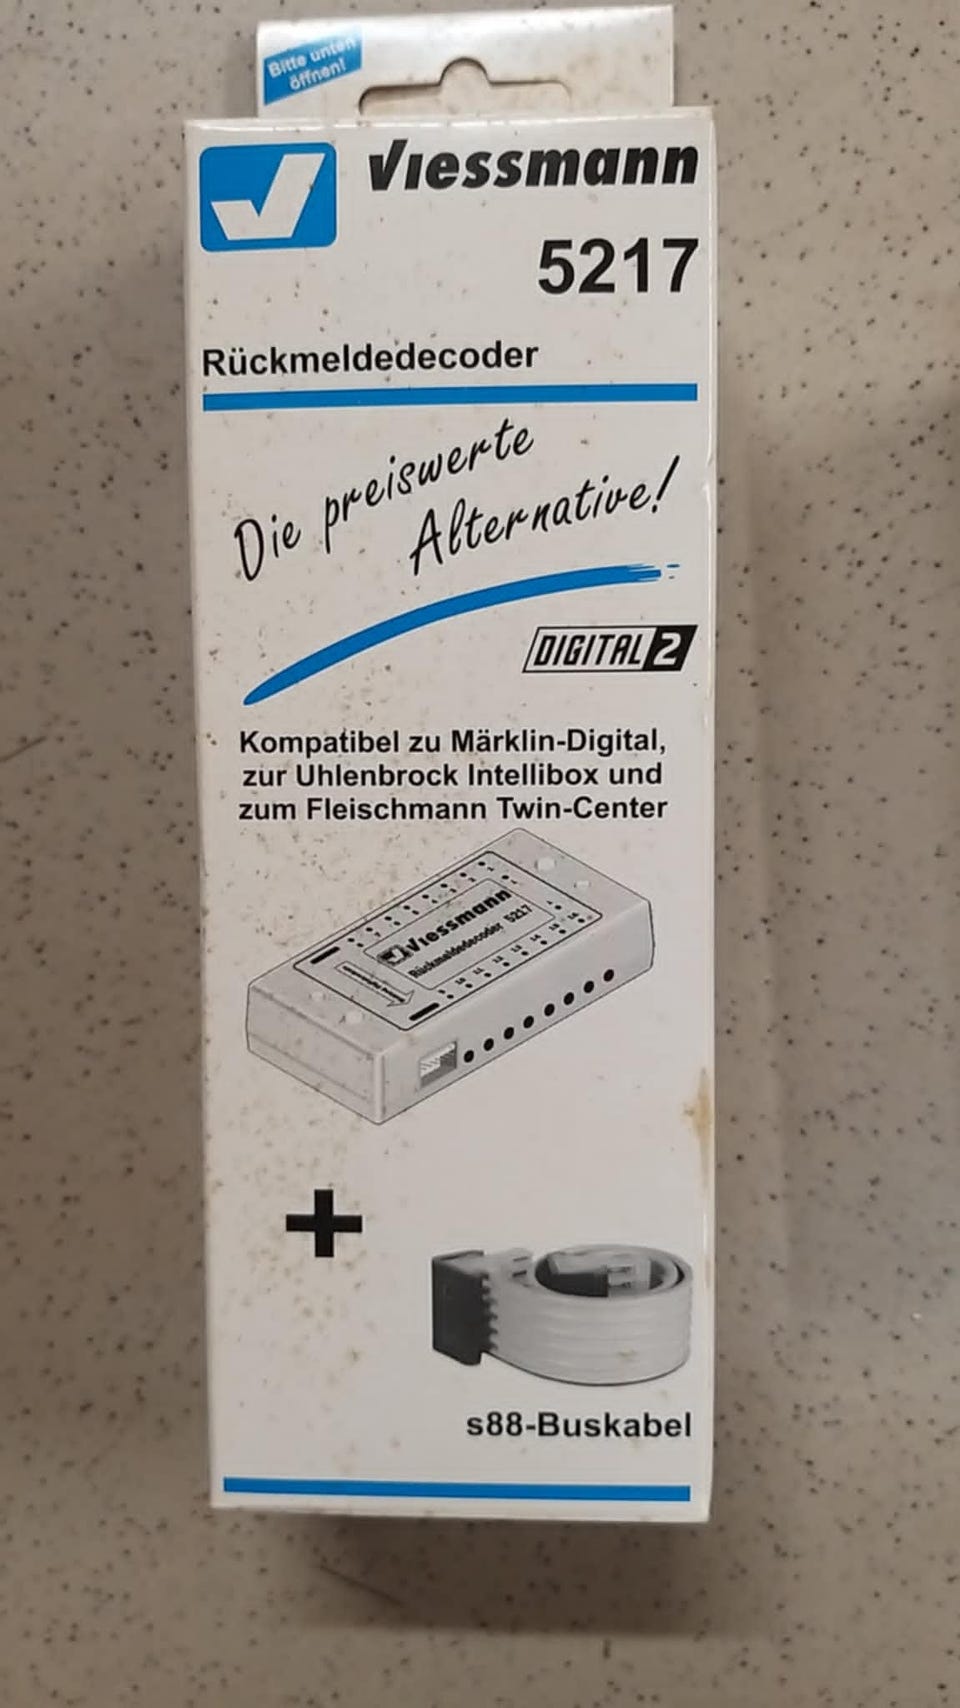 Bitte unten
öffnen!
Viessmann
5217
Rückmeldedecoder
Die preiswerte
Alternative!
DIGITAL 2
Kompatibel zu Märklin-Digital,
zur Uhlenbrock Intellibox und
zum Fleischmann Twin-Center
Viessmann
Rückmeldedecoder 5217
+
s88-Buskabel